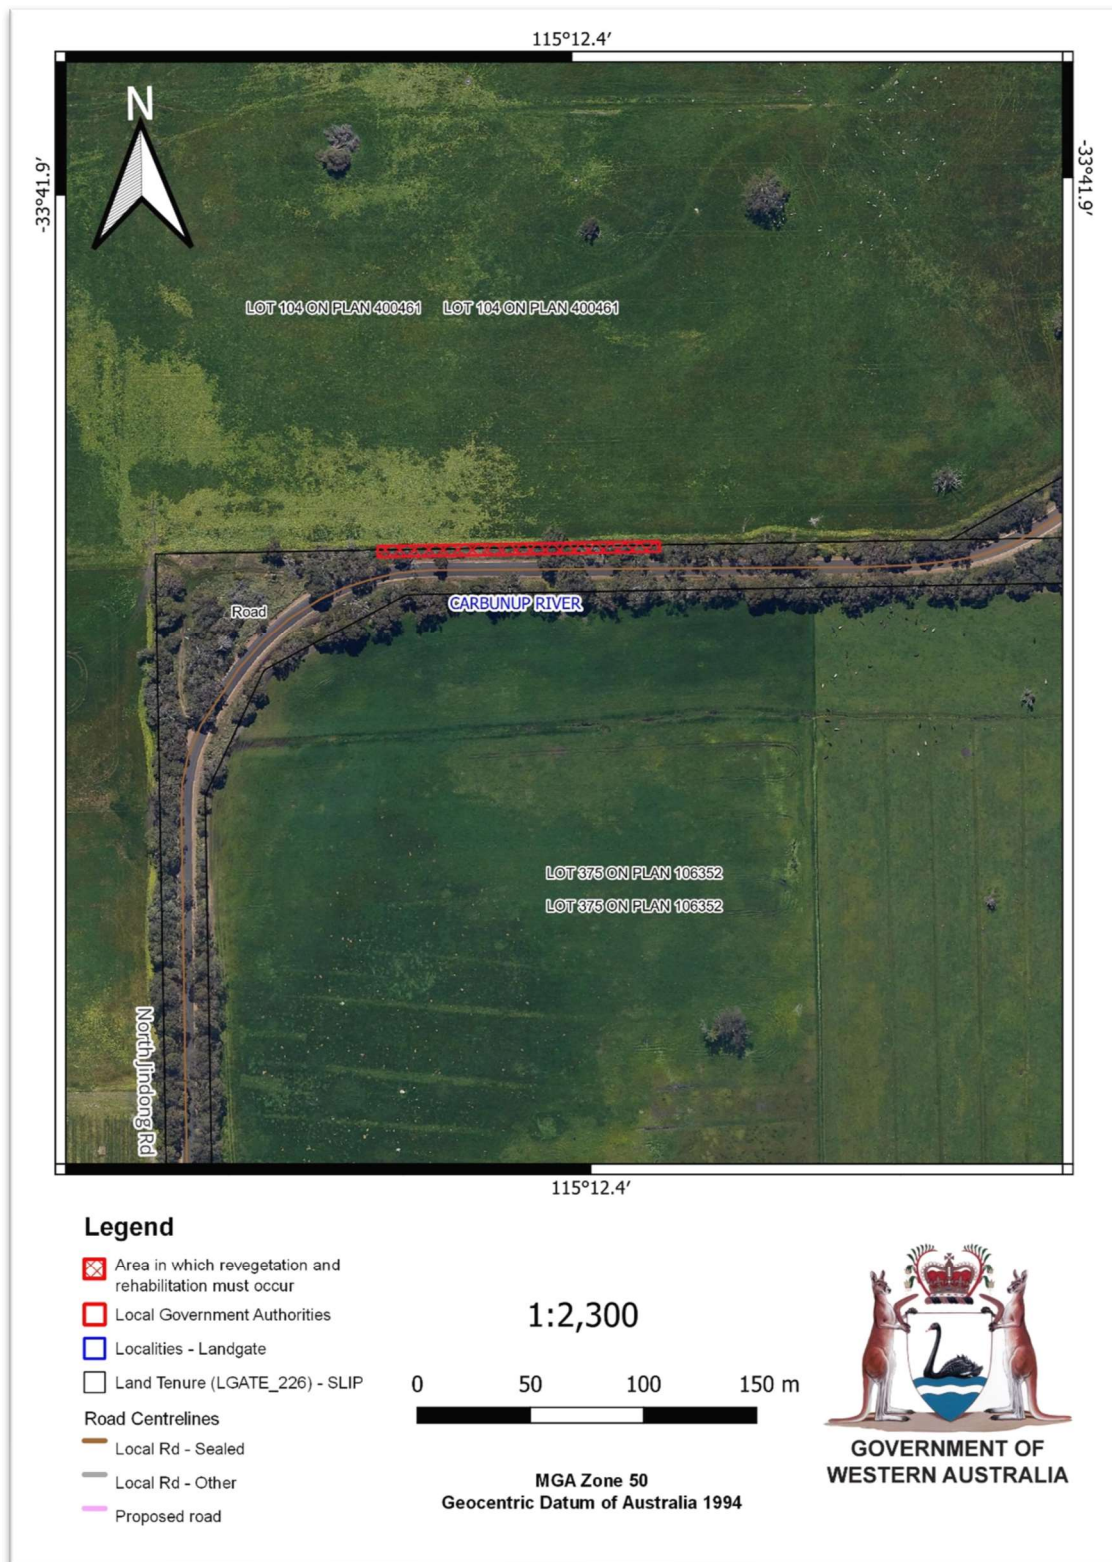 115°12.4'
N
-33°41.9'
-33°41.9'
LOT 104 ON PLAN 400461 LOT 104 ON PLAN 400461
CARBUNUP RIVER
Road
LOT 375 ON PLAN 106352
LOT 375 ON PLAN 106352
North Jindong Rd
115°12.4'
Legend
Area in which revegetation and
rehabilitation must occur
Local Government Authorities
Localities - Landgate
Land Tenure (LGATE_226) - SLIP
Road Centrelines
Local Rd - Sealed
Local Rd - Other
Proposed road
1:2,300
0 50 100 150 m
MGA Zone 50
Geocentric Datum of Australia 1994
GOVERNMENT OF
WESTERN AUSTRALIA